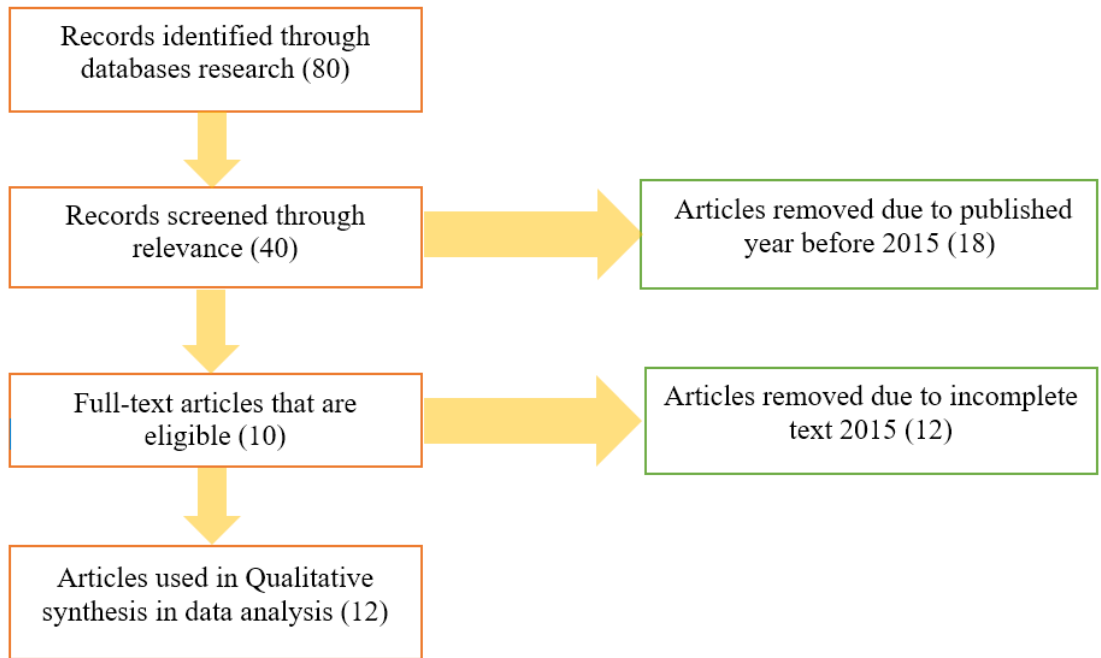 Records identified through
databases research (80)
Records screened through
relevance (40)
Articles removed due to published
year before 2015 (18)
Full-text articles that are
eligible (10)
Articles removed due to incomplete
text 2015 (12)
Articles used in Qualitative
synthesis in data analysis (12)